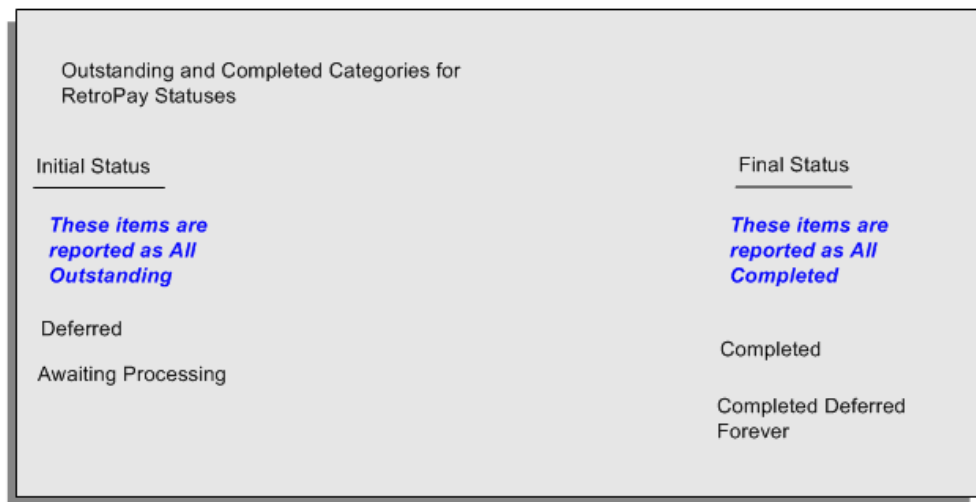 Outstanding and Completed Categories for
RetroPay Statuses
Initial Status
These items are
reported as All
Outstanding
Deferred
Awaiting Processing
Final Status
These items are
reported as All
Completed
Completed
Completed Deferred
Forever